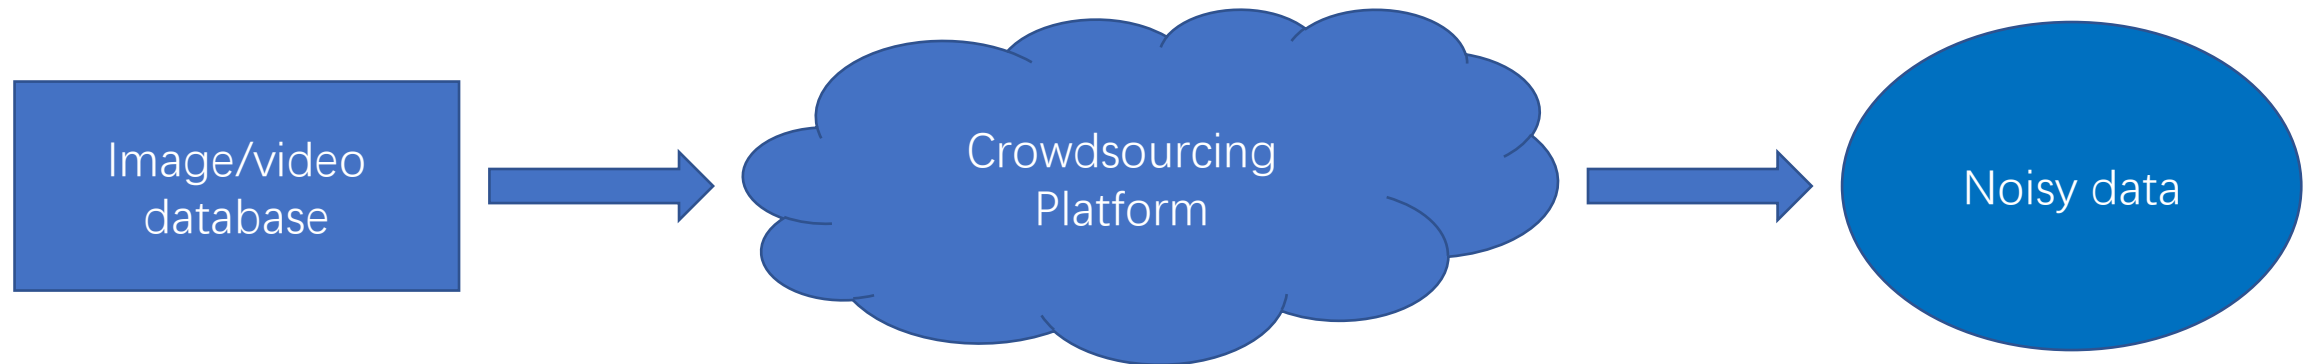 Image/video
database
Crowdsourcing
Platform
Noisy data